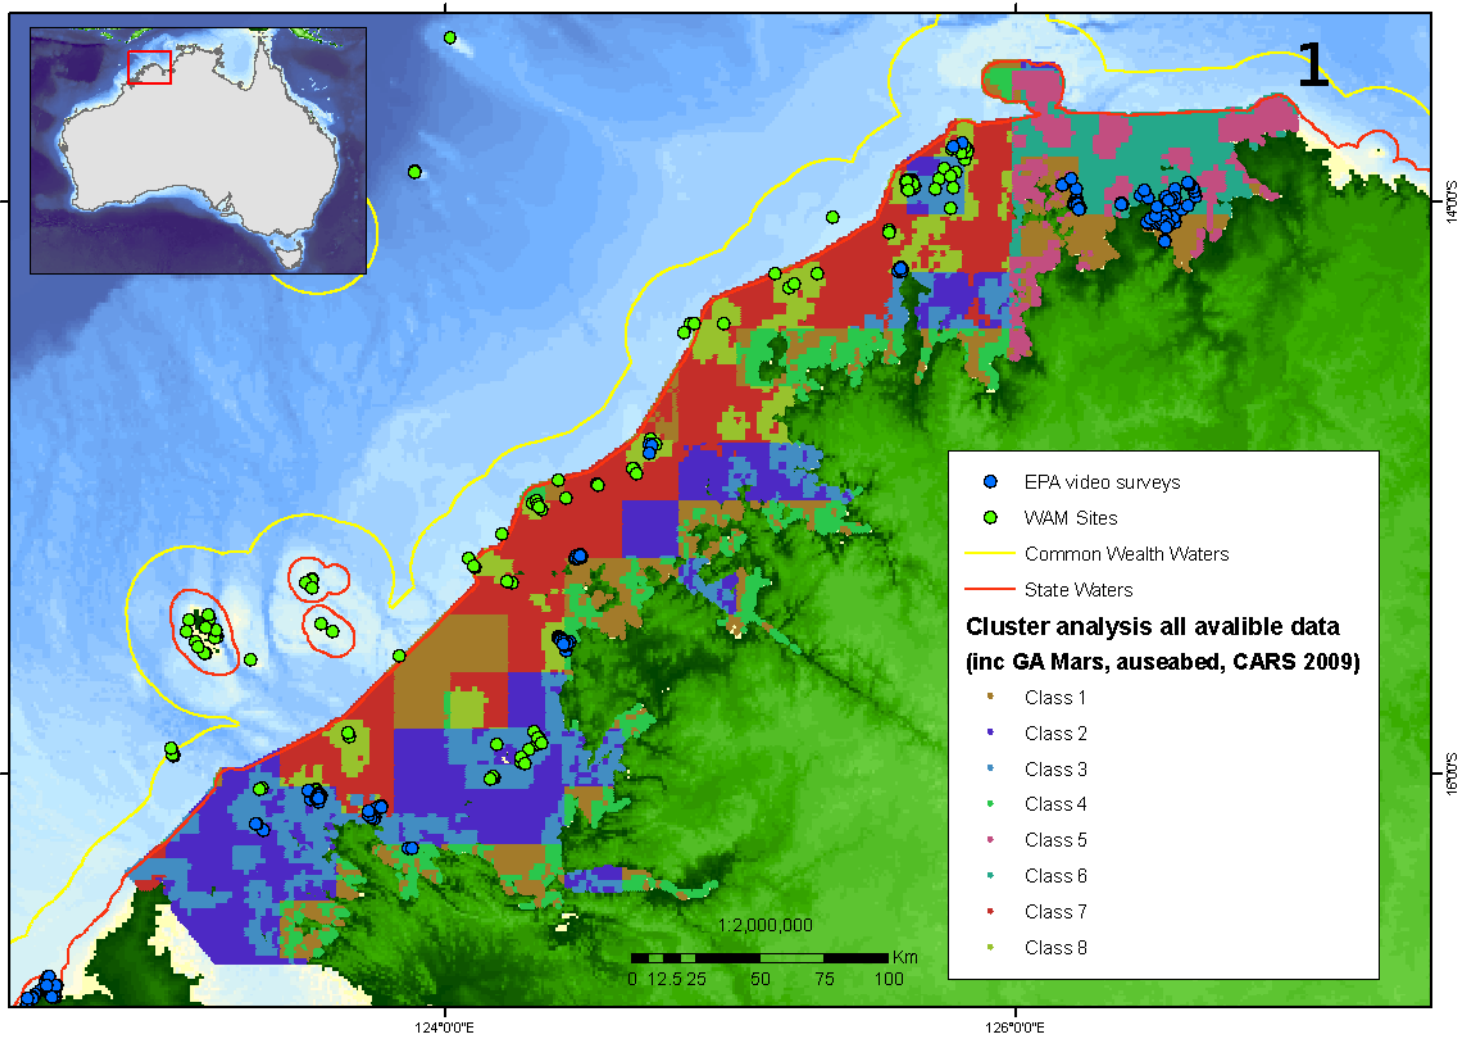 1
14°0'0"S
EPA video surveys
WAM Sites
Common Wealth Waters
State Waters
Cluster analysis all avalible data
(inc GA Mars, auseabed, CARS 2009)
Class 1
Class 2
Class 3
Class 4
Class 5
Class 6
Class 7
Class 8
16°0'0"S
1:2,000,000
Km
0 12.5 25 50 75 100
124°0'0"E
126°0'0"E